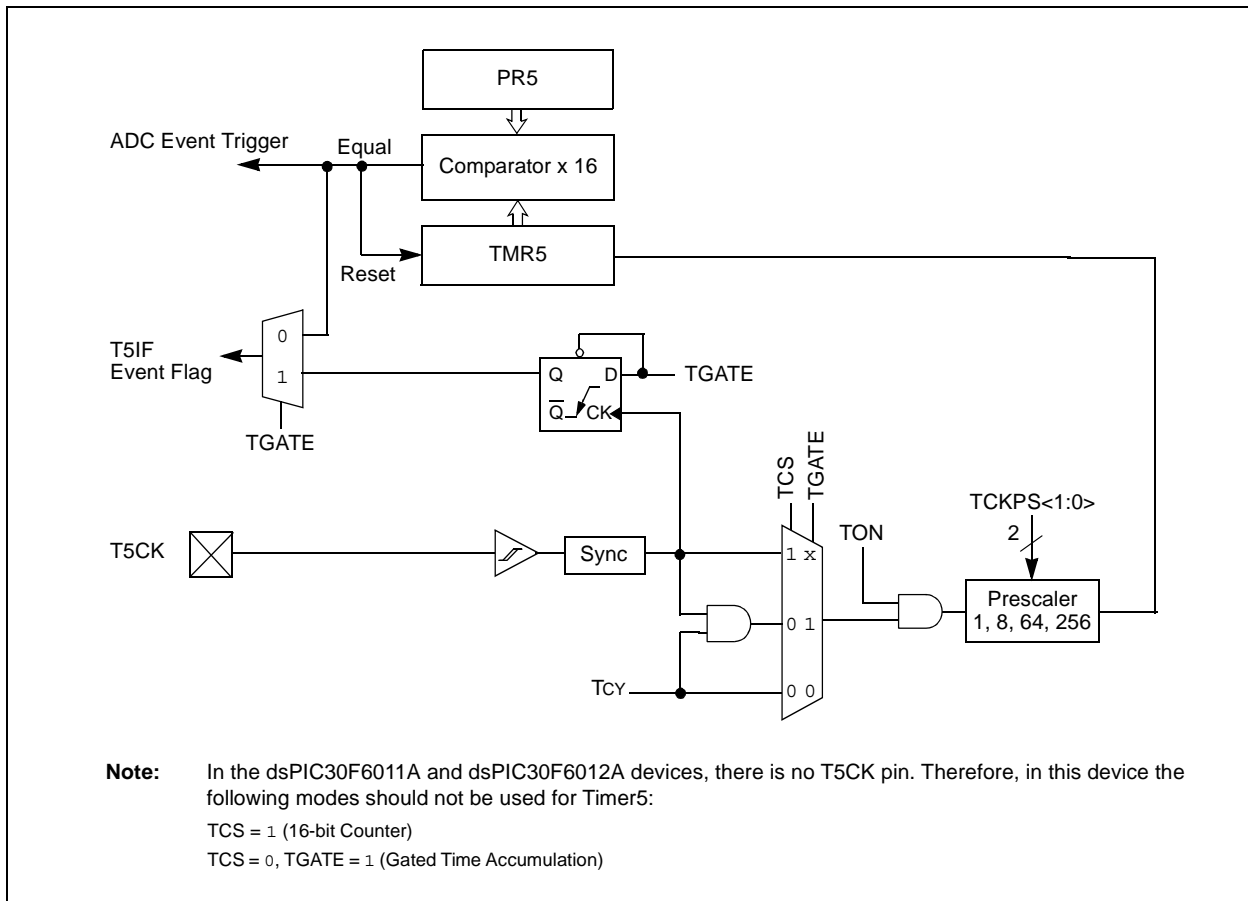 PR5
ADC Event Trigger
Equal
Comparator x 16
TMR5
Reset
0
T5IF
Event Flag
1
Q D
TGATE
Q CK
TGATE
TCS
TGATE
TCKPS<1:0>
2
TON
T5CK
Sync
1 x
Prescaler
1, 8, 64, 256
0 1
TCY
0 0
Note: In the dsPIC30F6011A and dsPIC30F6012A devices, there is no T5CK pin. Therefore, in this device the
following modes should not be used for Timer5:
TCS = 1 (16-bit Counter)
TCS = 0, TGATE = 1 (Gated Time Accumulation)